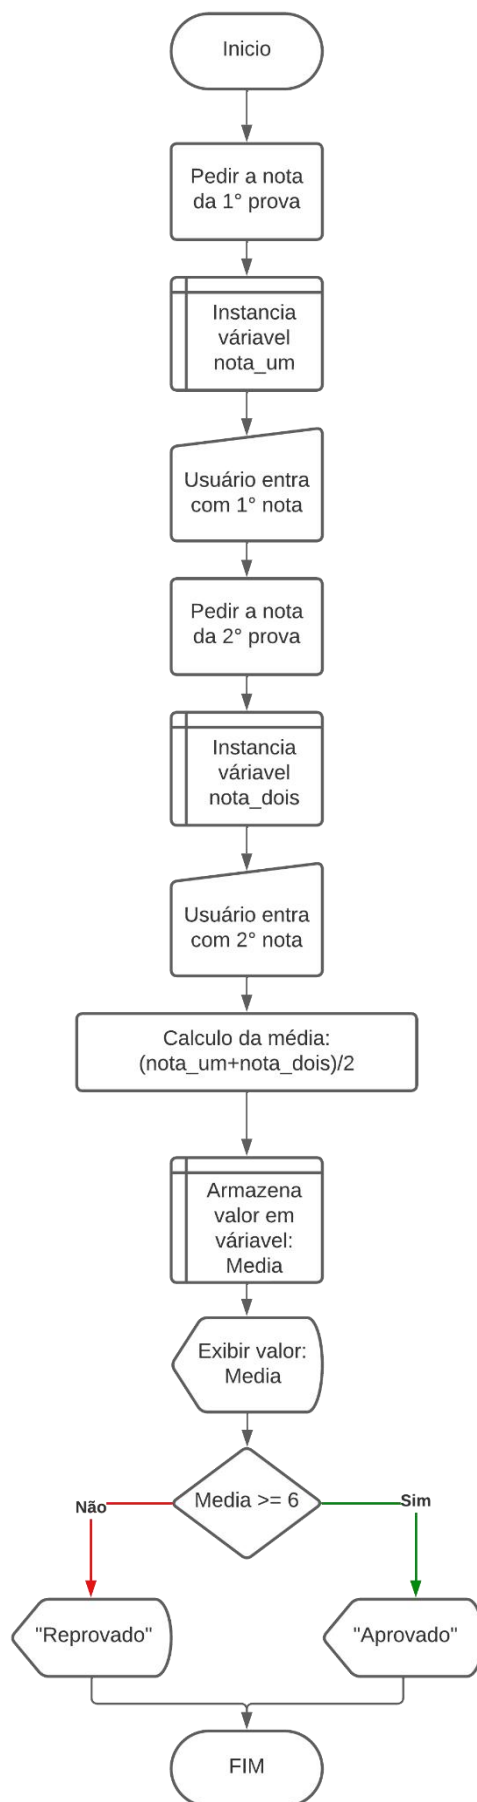 Inicio
Pedir a nota
da 1° prova
Instancia
váriavel
nota_um
Usuário entra
com 1° nota
Pedir a nota
da 2° prova
Instancia
váriavel
nota_dois
Usuário entra
com 2° nota
Calculo da média:
(nota_um+nota_dois)/2
Armazena
valor em
váriavel:
Media
Exibir valor:
Media
Media >= 6
Não
Sim
"Reprovado"
"Aprovado"
FIM